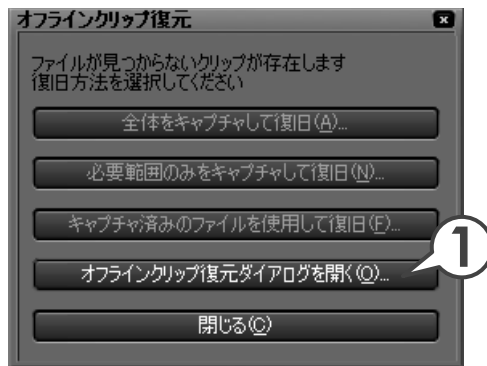 オフラインクリップ復元
ファイルが見つからないクリップが存在します
復旧方法を選択してください
全体をキャプチャして復旧(A)...
必要範囲のみをキャプチャして復旧(N)...
キャプチャ済みのファイルを使用して復旧(F)...
オフラインクリップ復元ダイアログを開く(O)...
1
閉じる(C)